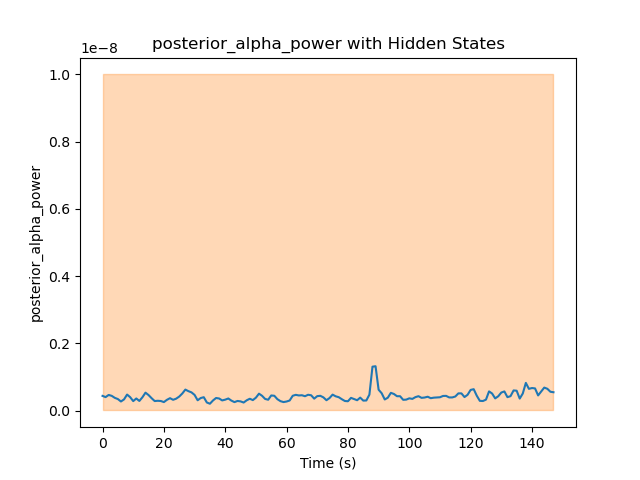 posterior_alpha_power with Hidden States
1e−8
1.0
0.8
0.6
0.4
0.2
0.0
posterior_alpha_power
0 20 40 60 80 100 120 140
Time (s)